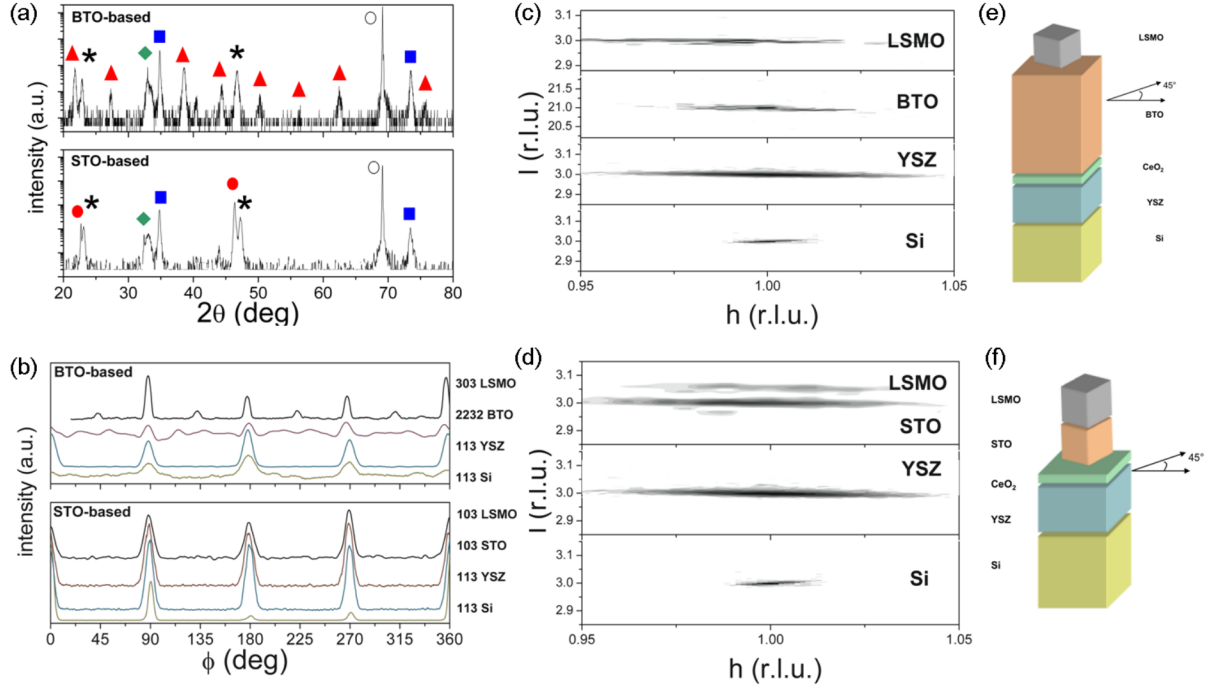 (a)
BTO-based
STO-based
intensity (a.u.)
20 30 40 50 60 70 80
2θ (deg)
(b)
BTO-based
303 LSMO
2232 BTO
113 YSZ
113 Si
STO-based
103 LSMO
103 STO
113 YSZ
113 Si
intensity (a.u.)
0 45 90 135 180 225 270 315 360
ϕ (deg)
(c)
3.1
3.0
2.9
LSMO
21.5
21.0
20.5
BTO
3.1
3.0
2.9
YSZ
3.1
3.0
2.9
Si
l (r.l.u.)
0.95 1.00 1.05
h (r.l.u.)
(d)
3.1
3.0
2.9
LSMO
STO
3.1
3.0
2.9
YSZ
3.1
3.0
2.9
Si
l (r.l.u.)
0.95 1.00 1.05
h (r.l.u.)
(e)
LSMO
45°
BTO
CeO₂
YSZ
Si
(f)
LSMO
STO
45°
CeO₂
YSZ
Si